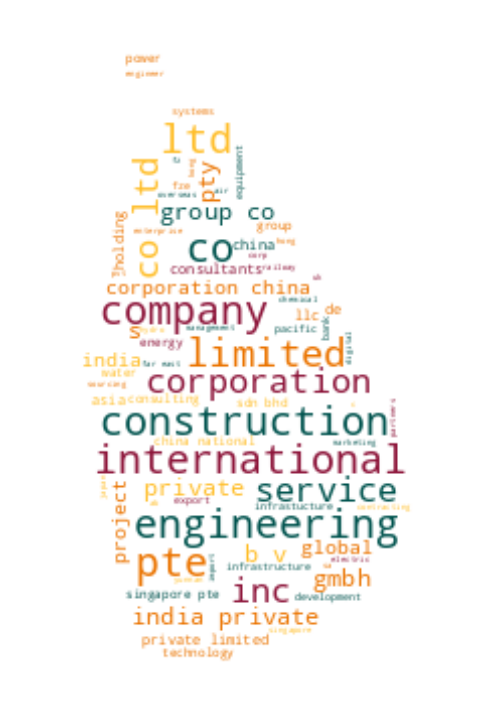 power
engineer
systems
ltd
co ltd
pty
equipment
fze
hong
overseas
air
group co
holding
enterprise
group
co
china
hong
corp
consultants
railway
corporation china
chemical
company
llc
de
s
management
pacific
bank
digital
energy
limited
india
far east
water
sourcing
corporation
asia
consulting
sdn bhd
partners
construction
china national
marketing
international
japan
private
service
export
infrastucture
contracting
project
engineering
pte
b v
global
import
electric
infrastructure
sa
gmbh
singapore pte
inc
development
india private
singapore
private limited
technology